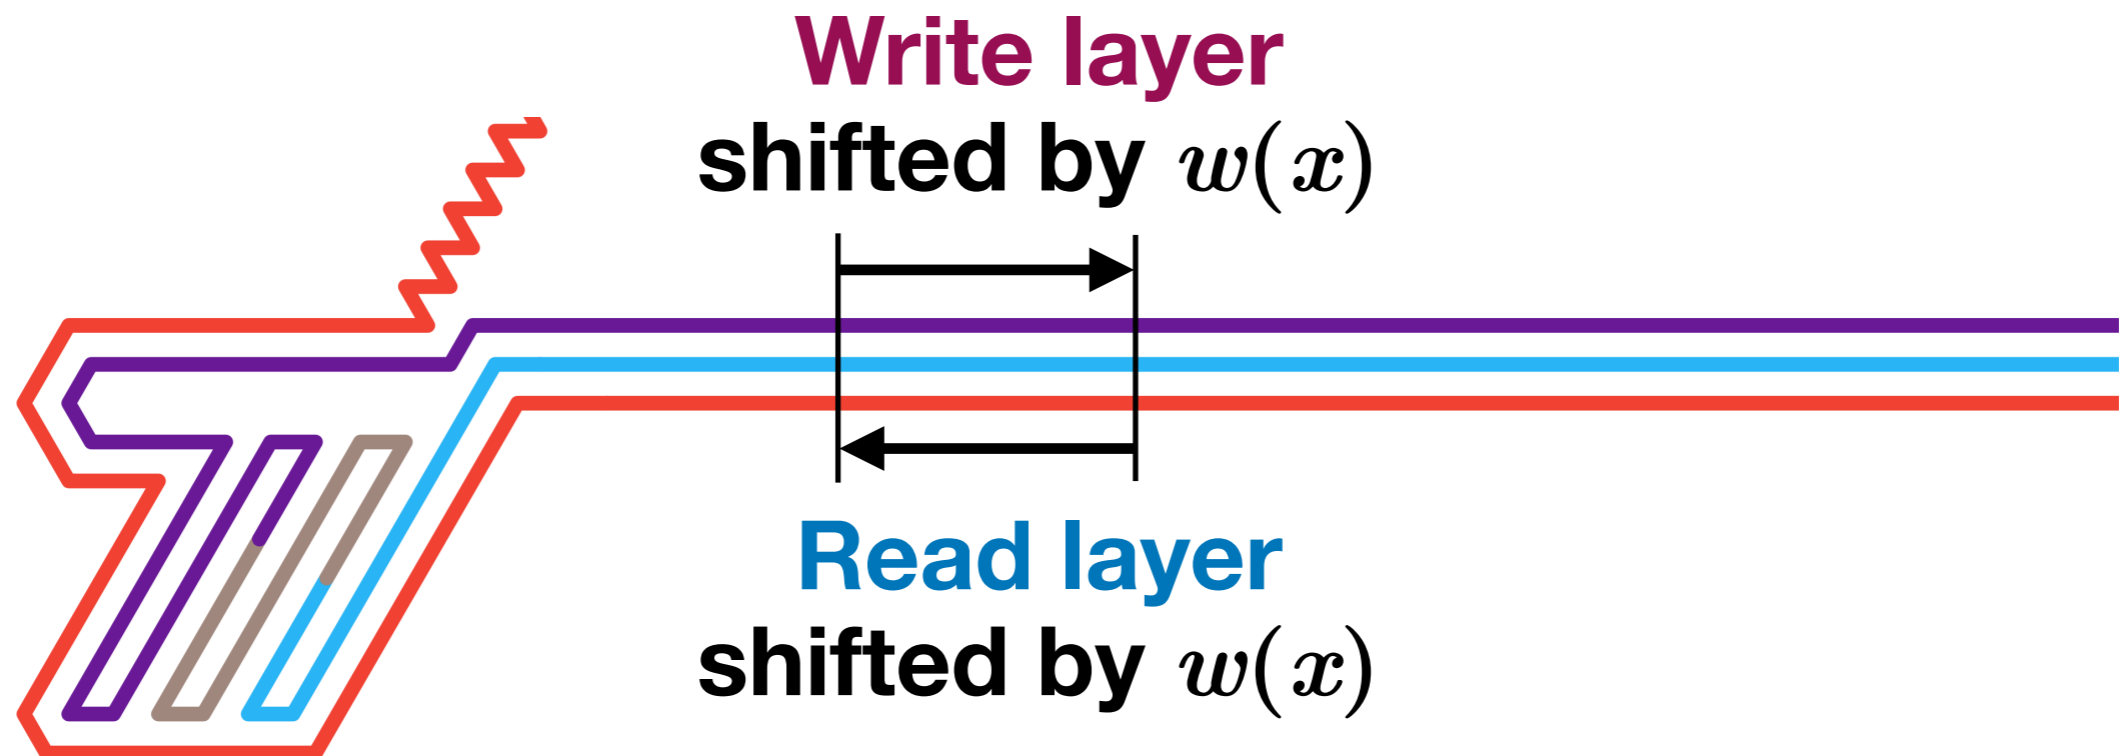 Write layer
shifted by w(x)
Read layer
shifted by w(x)